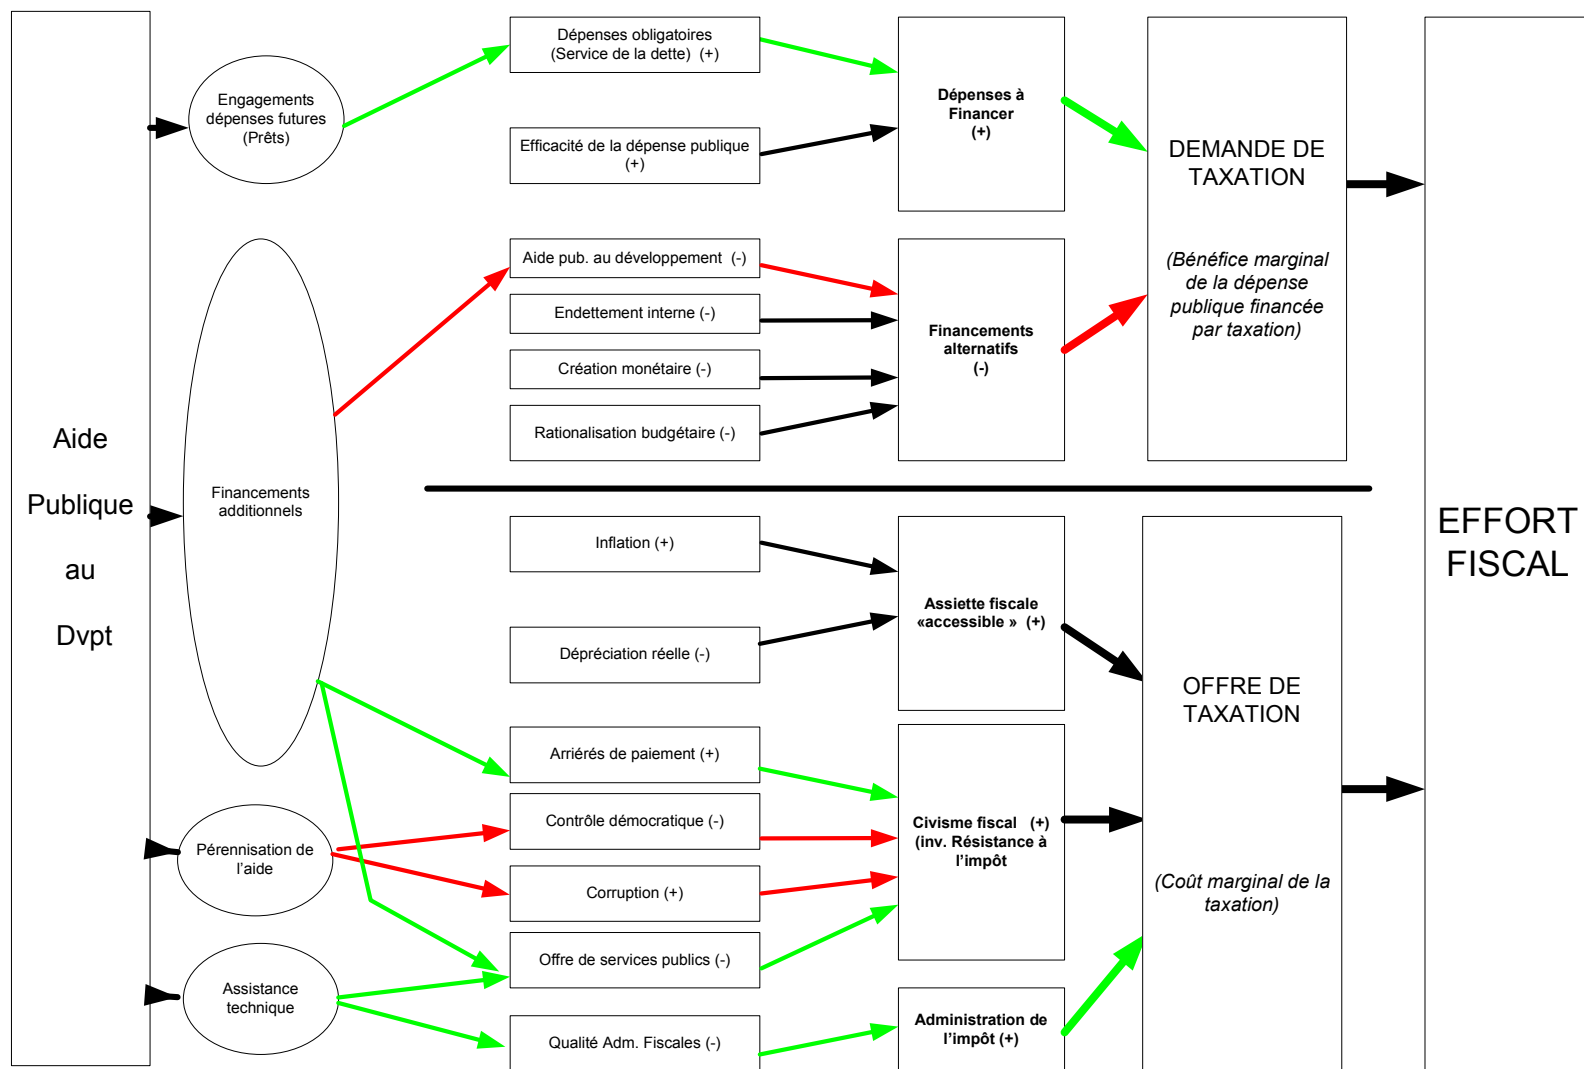 Aide
Publique
au
Dvpt
Engagements
dépenses futures
(Prêts)
Financements
additionnels
Pérennisation de
l'aide
Assistance
technique
Dépenses obligatoires
(Service de la dette)  (+)
Efficacité de la dépense publique
(+)
Aide pub. au développement  (-)
Endettement interne (-)
Création monétaire (-)
Rationalisation budgétaire (-)
Inflation (+)
Dépréciation réelle (-)
Arriérés de paiement (+)
Contrôle démocratique (-)
Corruption (+)
Offre de services publics (-)
Qualité Adm. Fiscales (-)
Dépenses à
Financer
(+)
Financements
alternatifs
(-)
Assiette fiscale
«accessible »  (+)
Civisme fiscal   (+)
(inv. Résistance à
l'impôt
Administration de
l'impôt (+)
DEMANDE DE
TAXATION
(Bénéfice marginal
de la dépense
publique financée
par taxation)
OFFRE DE
TAXATION
(Coût marginal de la
taxation)
EFFORT
FISCAL